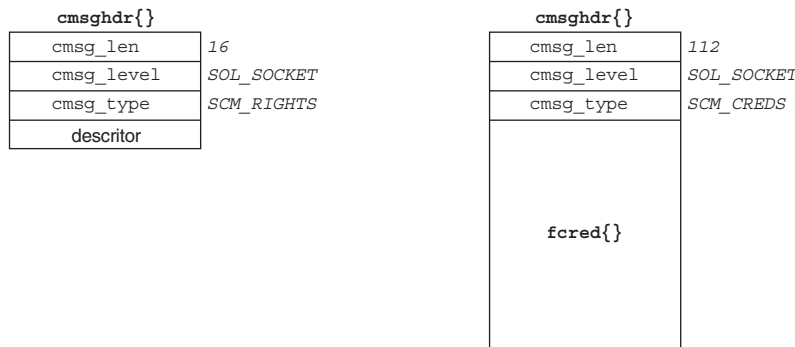 cmsghdr{}
cmsg_len 16
cmsg_level SOL_SOCKET
cmsg_type SCM_RIGHTS
descritor
cmsghdr{}
cmsg_len 112
cmsg_level SOL_SOCKET
cmsg_type SCM_CREDS
fcred{}